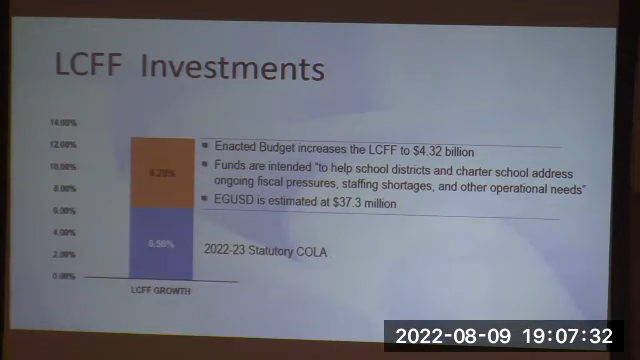 LCFF Investments
14.00%
12.00%
10.00%
8.00%
6.00%
4.00%
2.00%
0.00%
6.28%
6.56%
LCFF GROWTH
▪ Enacted Budget increases the LCFF to $4.32 billion
▪ Funds are intended "to help school districts and charter school address
ongoing fiscal pressures, staffing shortages, and other operational needs"
▪ EGUSD is estimated at $37.3 million
2022-23 Statutory COLA
2022-08-09 19:07:32